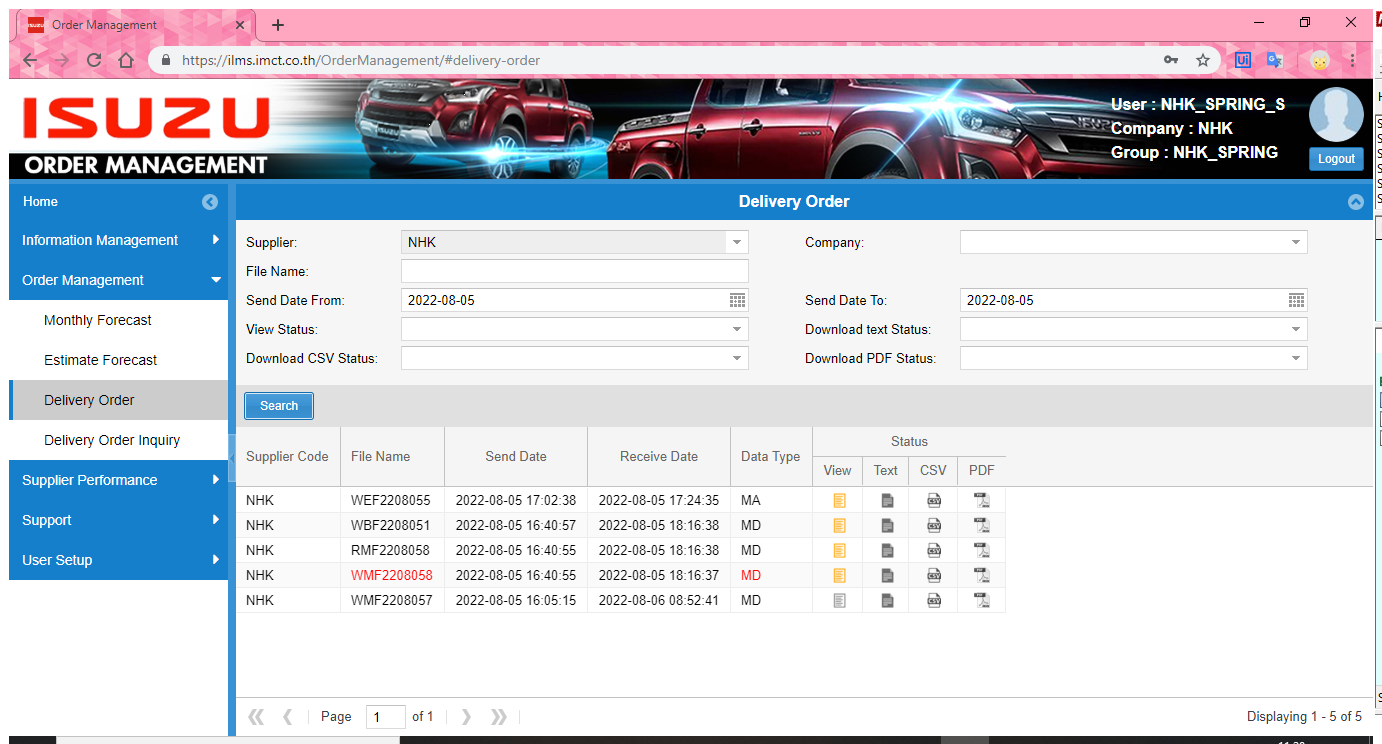 Order Management
https://ilms.imct.co.th/OrderManagement/#delivery-order
ISUZU
ORDER MANAGEMENT
User : NHK_SPRING_S
Company : NHK
Group : NHK_SPRING
Logout
Home
Delivery Order
Information Management
Order Management
Monthly Forecast
Estimate Forecast
Delivery Order
Delivery Order Inquiry
Supplier Performance
Support
User Setup
Supplier: NHK Company:
File Name:
Send Date From: 2022-08-05 Send Date To: 2022-08-05
View Status: Download text Status:
Download CSV Status: Download PDF Status:
Search
Supplier Code File Name Send Date Receive Date Data Type Status
View Text CSV PDF
NHK WEF2208055 2022-08-05 17:02:38 2022-08-05 17:24:35 MA
NHK WBF2208051 2022-08-05 16:40:57 2022-08-05 18:16:38 MD
NHK RMF2208058 2022-08-05 16:40:55 2022-08-05 18:16:38 MD
NHK WMF2208058 2022-08-05 16:40:55 2022-08-05 18:16:37 MD
NHK WMF2208057 2022-08-05 16:05:15 2022-08-06 08:52:41 MD
Page 1 of 1 Displaying 1 - 5 of 5